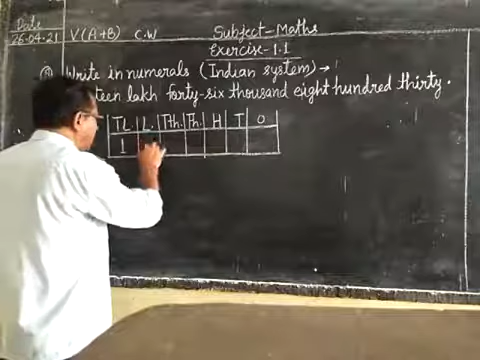 Date
26-04-21 V(A+B) C.W Subject-Maths
Exercise-1.1
Write in numerals (Indian system) →
teen lakh forty-six thousand eight hundred thirty.
TL L. TTh. Th. H T O
1